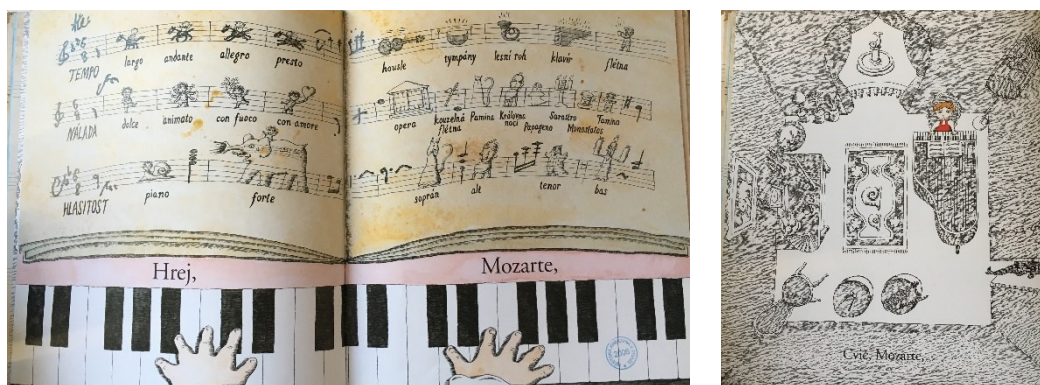 TEMPO
largo andante allegro presto
housle tympány lesní roh klavír flétna
NÁLADA
dolce animato con fuoco con amore
opera kouzelná flétna Pamina Královna noci Papageno Sarastro Monostatos Tamino
HLASITOST
piano forte
soprán alt tenor bas
Hrej,
Mozarte,
2006
Cvič, Mozarte,